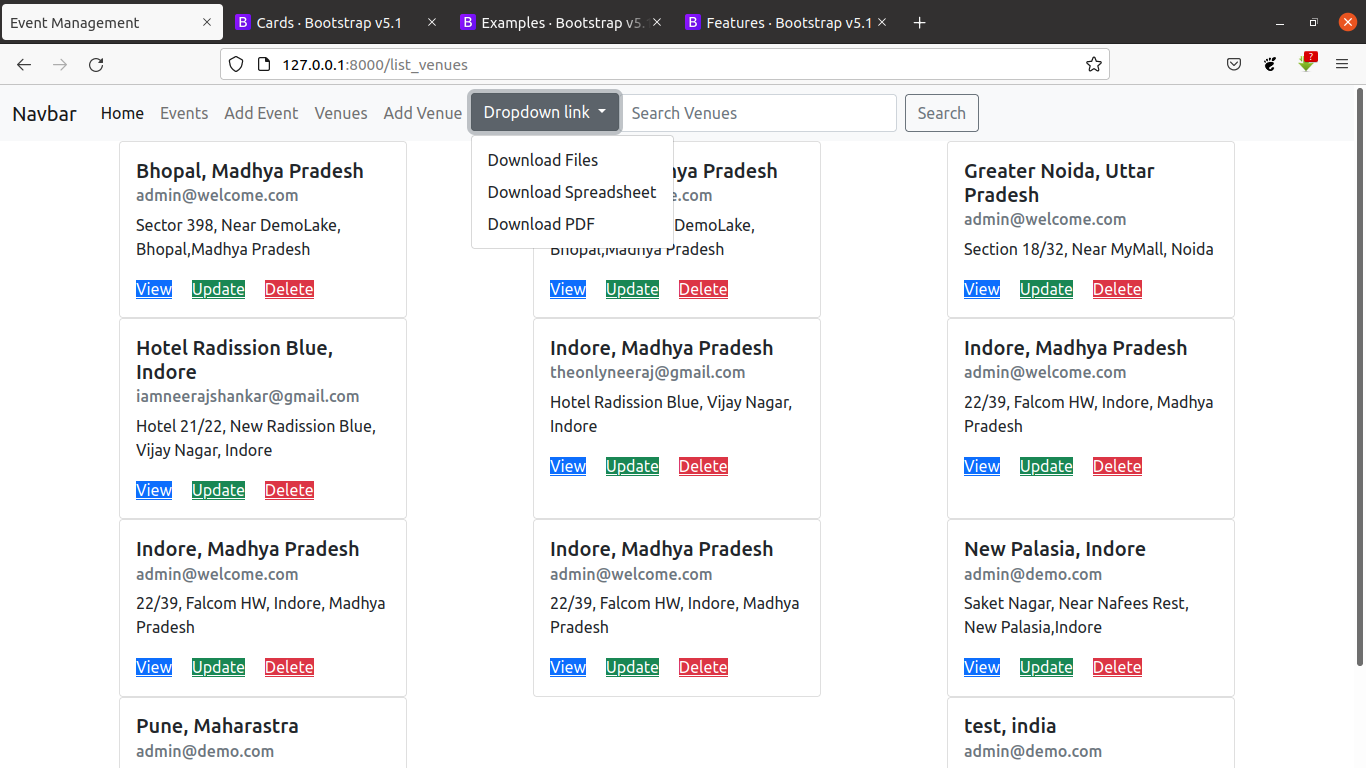 Event Management
Cards · Bootstrap v5.1
Examples · Bootstrap v5.
Features · Bootstrap v5.1
127.0.0.1:8000/list_venues
Navbar
Home
Events
Add Event
Venues
Add Venue
Dropdown link
Search Venues
Search
Download Files
Download Spreadsheet
Download PDF
Bhopal, Madhya Pradesh
admin@welcome.com
Sector 398, Near DemoLake,
Bhopal,Madhya Pradesh
View Update Delete
Pradesh
.com
DemoLake,
Bhopal,Madhya Pradesh
View Update Delete
Greater Noida, Uttar
Pradesh
admin@welcome.com
Section 18/32, Near MyMall, Noida
View Update Delete
Hotel Radission Blue,
Indore
iamneerajshankar@gmail.com
Hotel 21/22, New Radission Blue,
Vijay Nagar, Indore
View Update Delete
Indore, Madhya Pradesh
theonlyneeraj@gmail.com
Hotel Radission Blue, Vijay Nagar,
Indore
View Update Delete
Indore, Madhya Pradesh
admin@welcome.com
22/39, Falcom HW, Indore, Madhya
Pradesh
View Update Delete
Indore, Madhya Pradesh
admin@welcome.com
22/39, Falcom HW, Indore, Madhya
Pradesh
View Update Delete
Indore, Madhya Pradesh
admin@welcome.com
22/39, Falcom HW, Indore, Madhya
Pradesh
View Update Delete
New Palasia, Indore
admin@demo.com
Saket Nagar, Near Nafees Rest,
New Palasia,Indore
View Update Delete
Pune, Maharastra
admin@demo.com
test, india
admin@demo.com